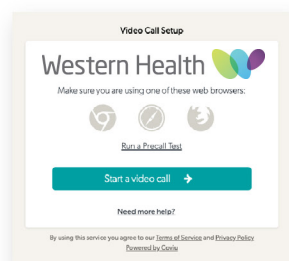 Video Call Setup
Western Health
Make sure you are using one of these web browsers:
Run a Precall Test
Start a video call
Need more help?
By using this service you agree to our Terms of Service and Privacy Policy
Powered by Coviu